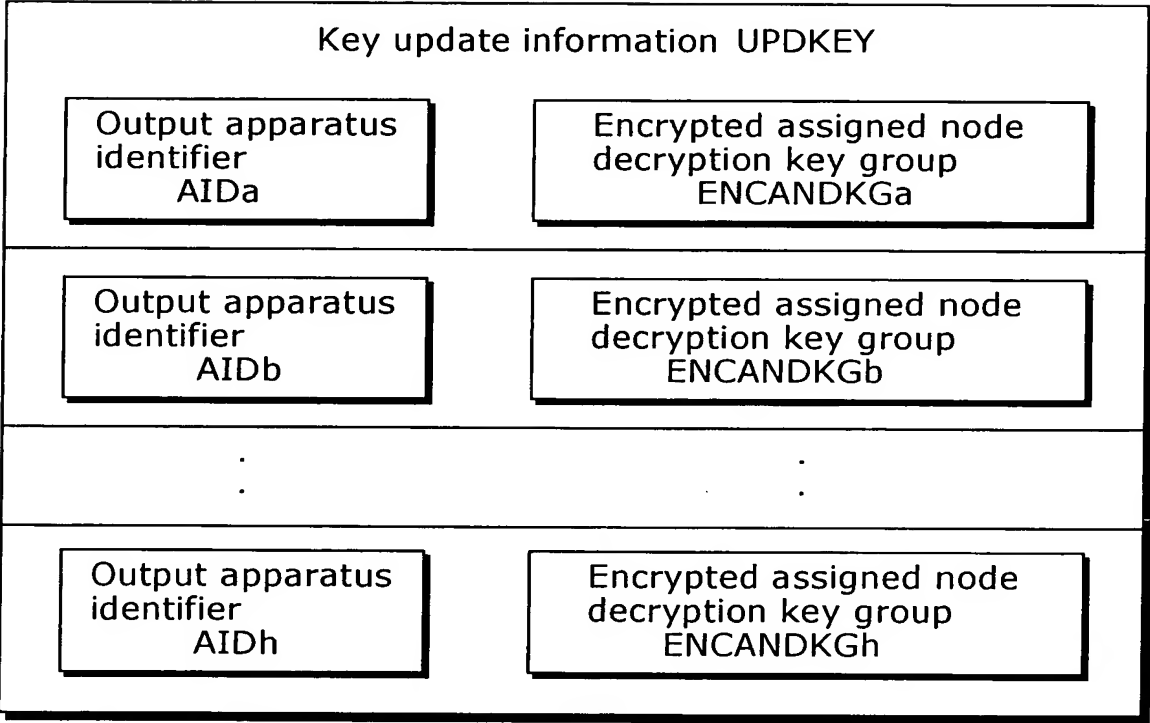 Key update information UPDKEY
Output apparatus
identifier
AIDa
Encrypted assigned node
decryption key group
ENCANDKGa
Output apparatus
identifier
AIDb
Encrypted assigned node
decryption key group
ENCANDKGb
Output apparatus
identifier
AIDh
Encrypted assigned node
decryption key group
ENCANDKGh